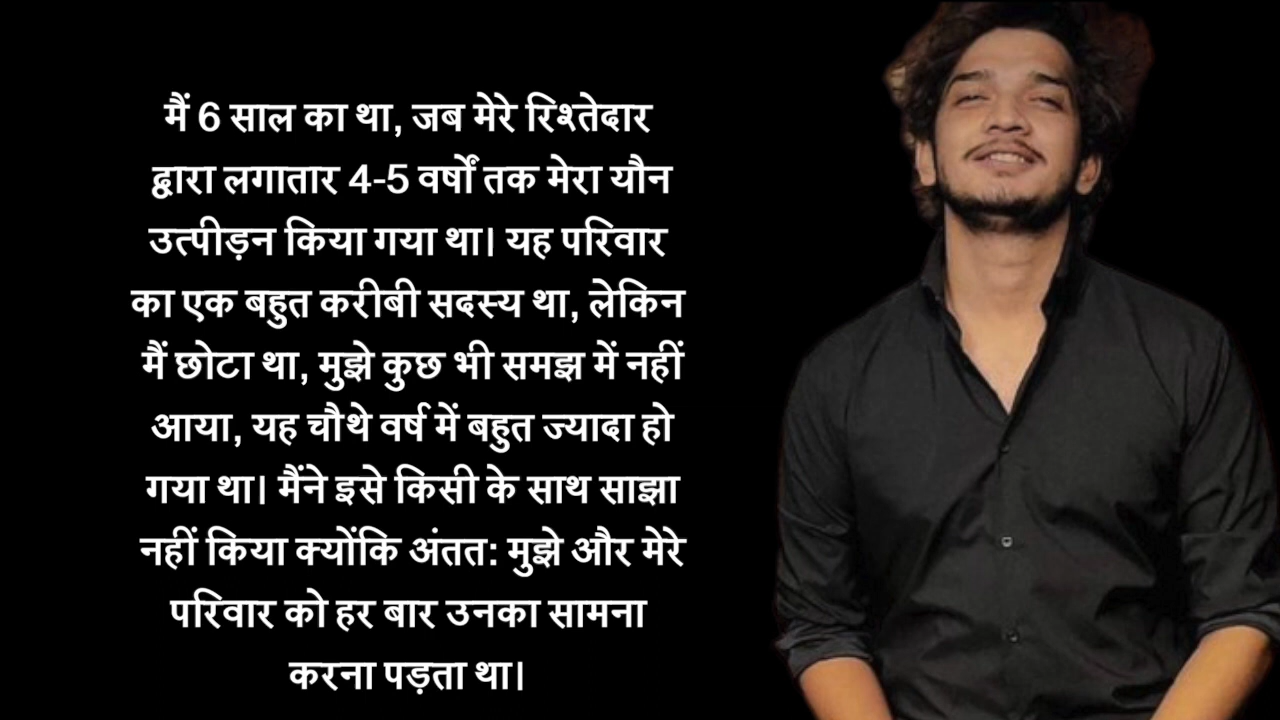 मैं 6 साल का था, जब मेरे रिश्तेदार
द्वारा लगातार 4-5 वर्षों तक मेरा यौन
उत्पीड़न किया गया था। यह परिवार
का एक बहुत करीबी सदस्य था, लेकिन
मैं छोटा था, मुझे कुछ भी समझ में नहीं
आया, यह चौथे वर्ष में बहुत ज्यादा हो
गया था। मैंने इसे किसी के साथ साझा
नहीं किया क्योंकि अंतत: मुझे और मेरे
परिवार को हर बार उनका सामना
करना पड़ता था।